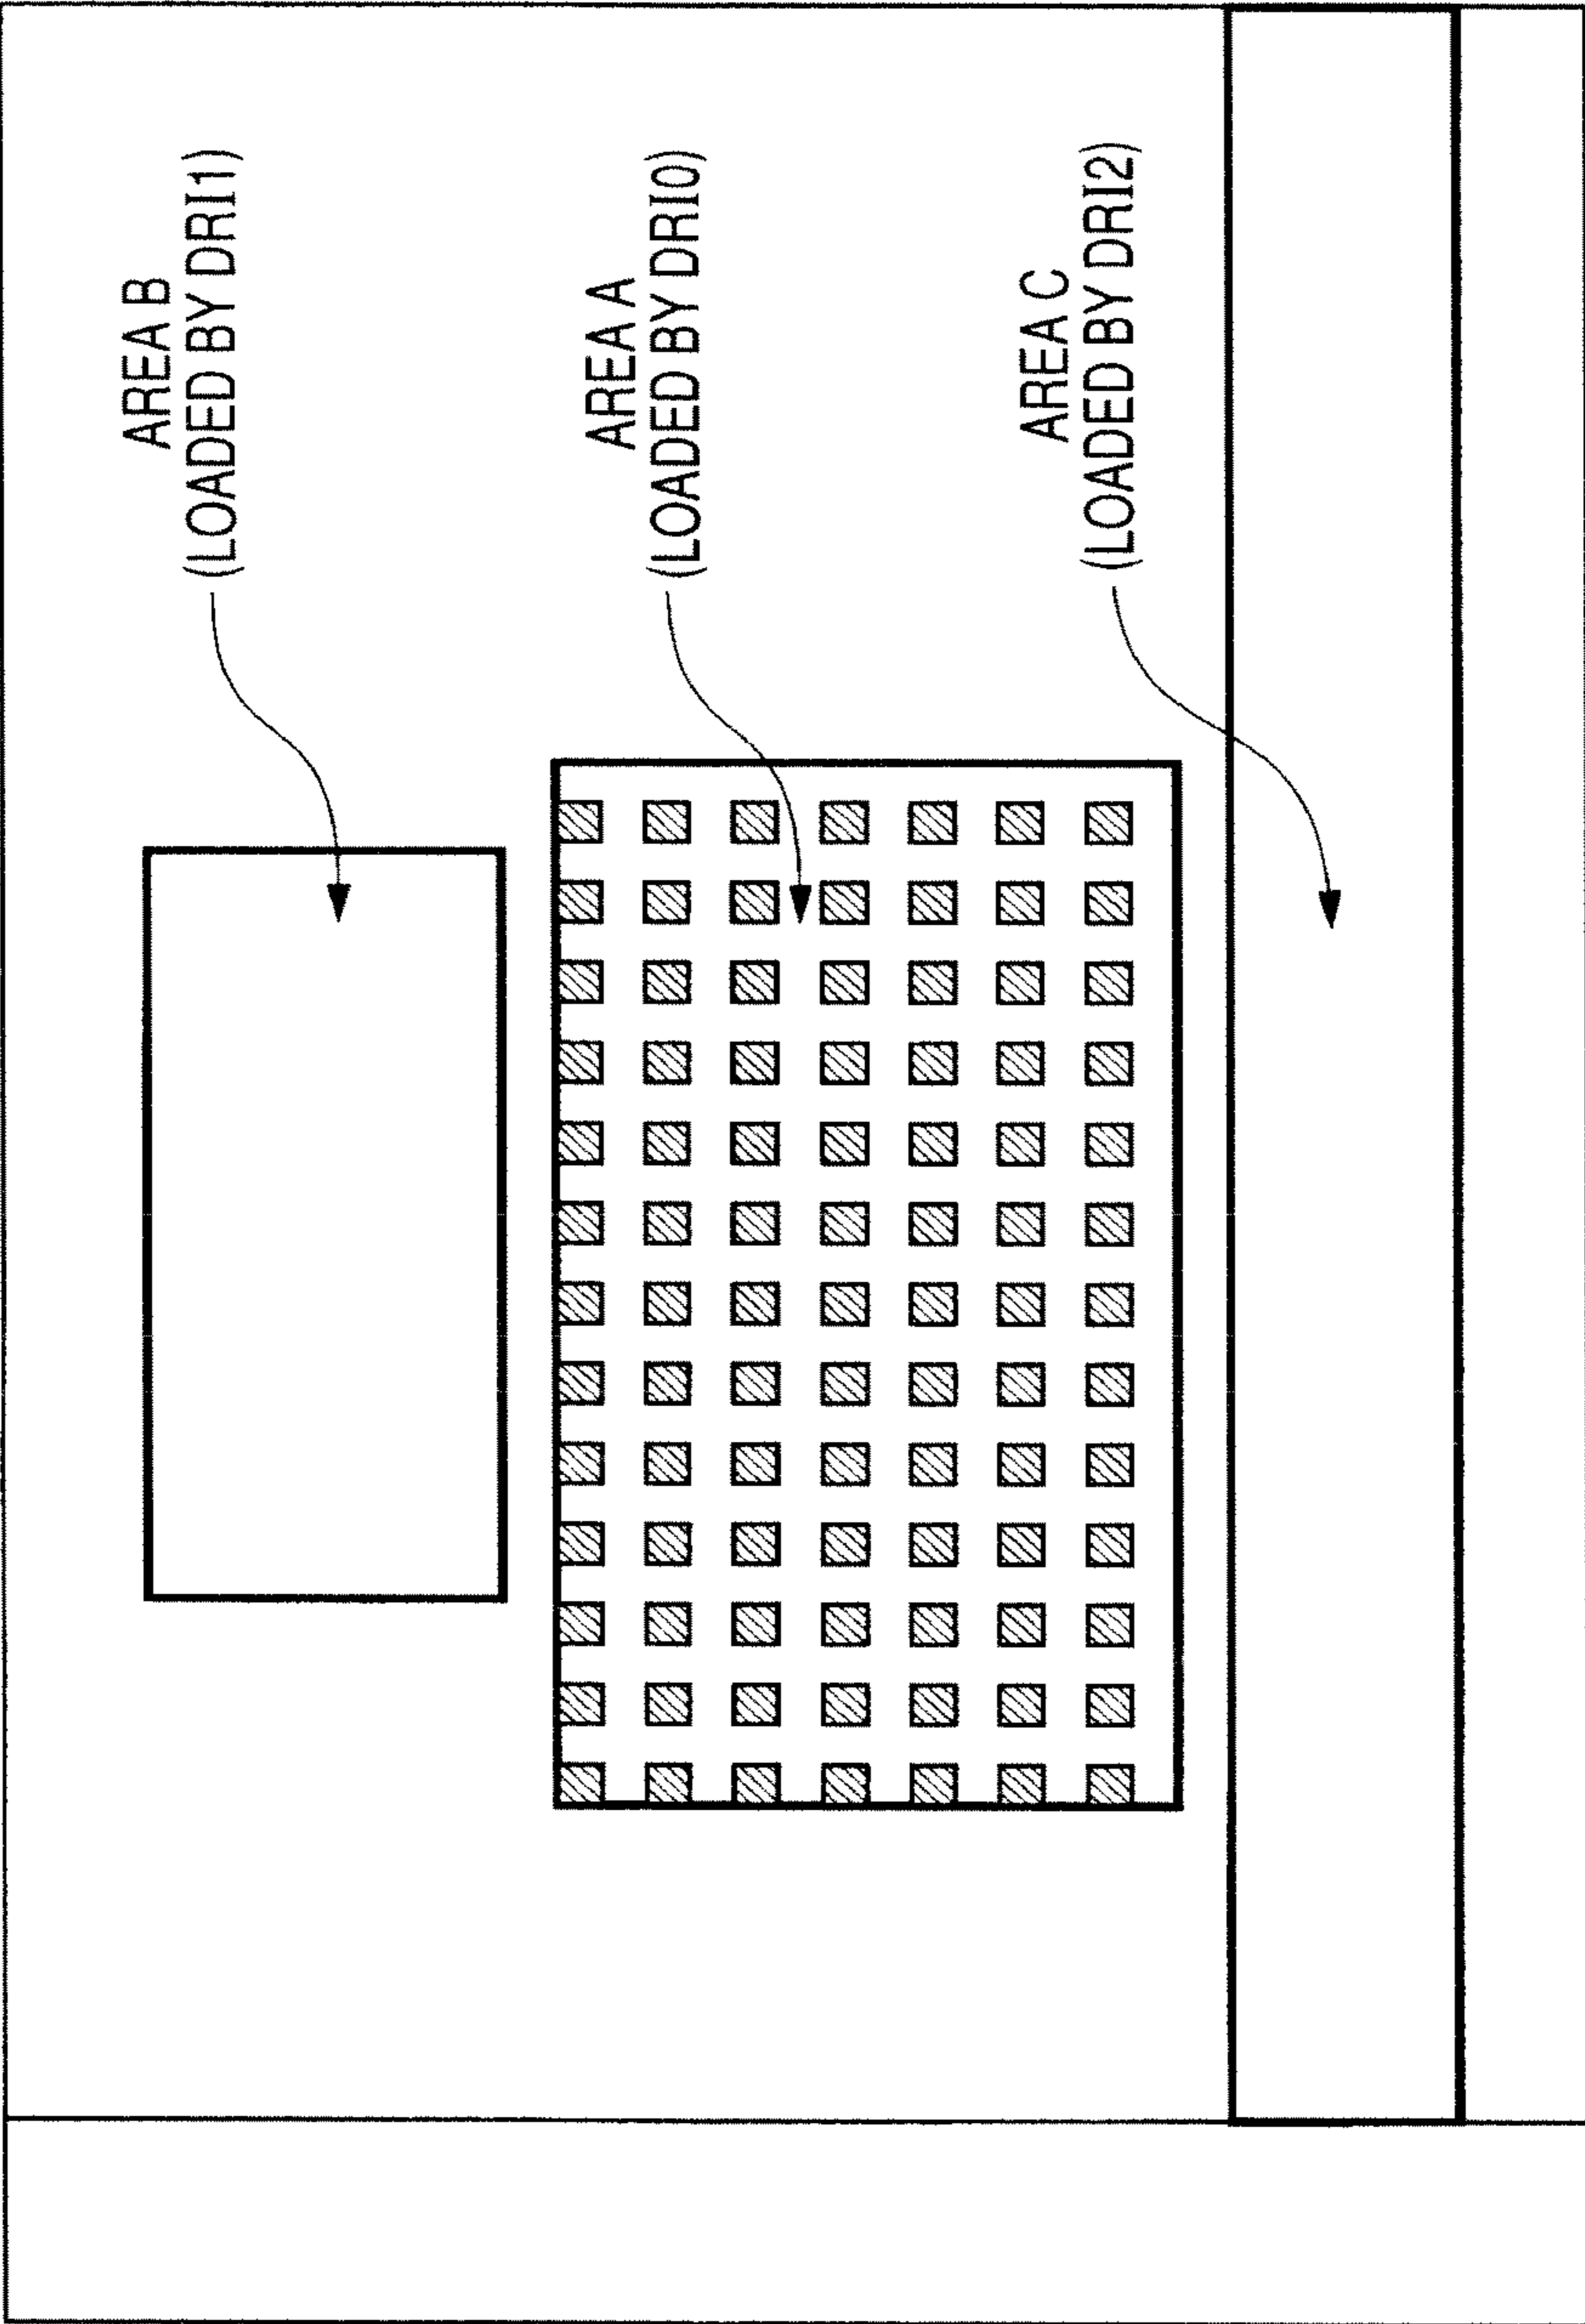 AREA B
(LOADED BY DRI1)
AREA A
(LOADED BY DRI0)
AREA C
(LOADED BY DRI2)